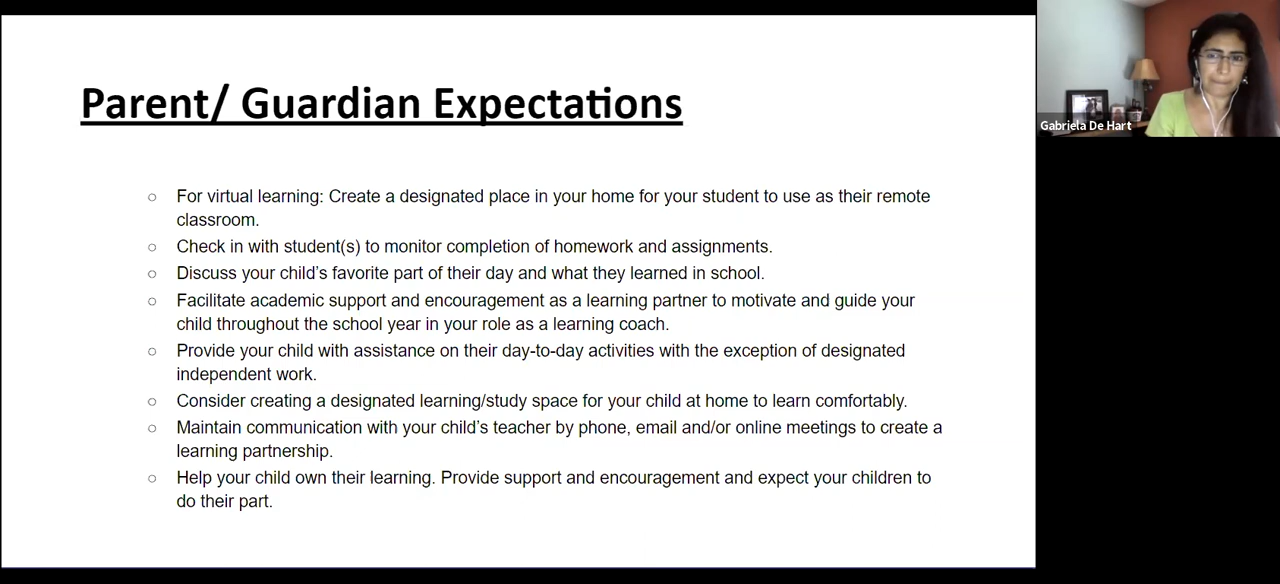 Parent/ Guardian Expectations
○ For virtual learning: Create a designated place in your home for your student to use as their remote
classroom.
○ Check in with student(s) to monitor completion of homework and assignments.
○ Discuss your child’s favorite part of their day and what they learned in school.
○ Facilitate academic support and encouragement as a learning partner to motivate and guide your
child throughout the school year in your role as a learning coach.
○ Provide your child with assistance on their day-to-day activities with the exception of designated
independent work.
○ Consider creating a designated learning/study space for your child at home to learn comfortably.
○ Maintain communication with your child’s teacher by phone, email and/or online meetings to create a
learning partnership.
○ Help your child own their learning. Provide support and encouragement and expect your children to
do their part.
Gabriela De Hart